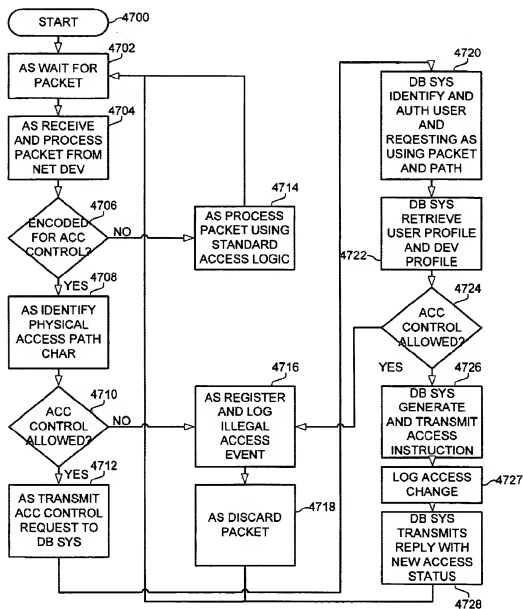 START
4700
4702
AS WAIT FOR
PACKET
4704
AS RECEIVE
AND PROCESS
PACKET FROM
NET DEV
4706
ENCODED
FOR ACC
CONTROL?
NO
YES
4714
AS PROCESS
PACKET USING
STANDARD
ACCESS LOGIC
4708
AS IDENTIFY
PHYSICAL
ACCESS PATH
CHAR
4710
ACC
CONTROL
ALLOWED?
NO
YES
4712
AS TRANSMIT
ACC CONTROL
REQUEST TO
DB SYS
4716
AS REGISTER
AND LOG
ILLEGAL
ACCESS
EVENT
4718
AS DISCARD
PACKET
4720
DB SYS
IDENTIFY AND
AUTH USER
AND
REQESTING AS
USING PACKET
AND PATH
4722
DB SYS
RETRIEVE
USER PROFILE
AND DEV
PROFILE
4724
ACC
CONTROL
ALLOWED?
YES
4726
DB SYS
GENERATE
AND TRANSMIT
ACCESS
INSTRUCTION
4727
LOG ACCESS
CHANGE
DB SYS
TRANSMITS
REPLY WITH
NEW ACCESS
STATUS
4728